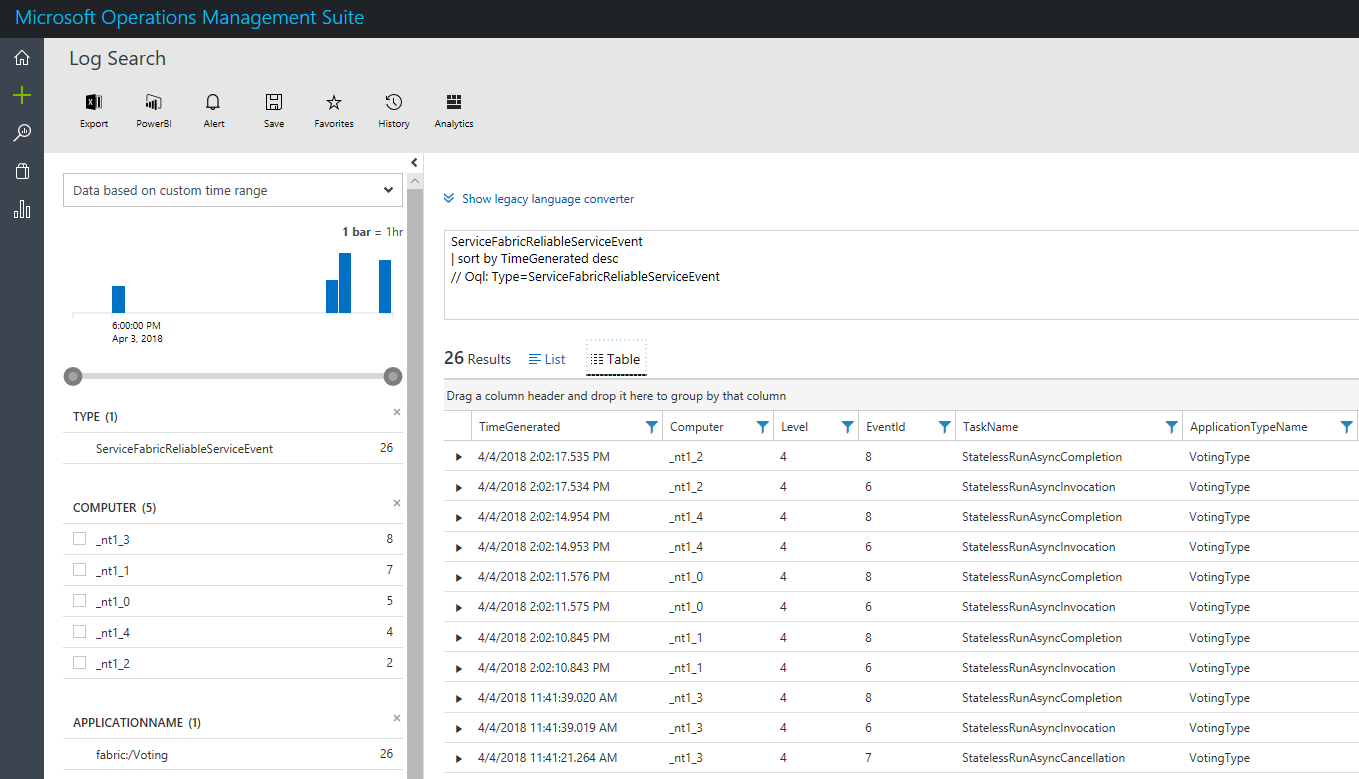 Microsoft Operations Management Suite
Log Search
Export PowerBI Alert Save Favorites History Analytics
Data based on custom time range
1 bar = 1hr
6:00:00 PM
Apr 3, 2018
TYPE (1)
ServiceFabricReliableServiceEvent 26
COMPUTER (5)
_nt1_3 8
_nt1_1 7
_nt1_0 5
_nt1_4 4
_nt1_2 2
APPLICATIONNAME (1)
fabric:/Voting 26
Show legacy language converter
ServiceFabricReliableServiceEvent
| sort by TimeGenerated desc
// Oql: Type=ServiceFabricReliableServiceEvent
26 Results List Table
Drag a column header and drop it here to group by that column
TimeGenerated Computer Level EventId TaskName ApplicationTypeName
4/4/2018 2:02:17.535 PM _nt1_2 4 8 StatelessRunAsyncCompletion VotingType
4/4/2018 2:02:17.534 PM _nt1_2 4 6 StatelessRunAsyncInvocation VotingType
4/4/2018 2:02:14.954 PM _nt1_4 4 8 StatelessRunAsyncCompletion VotingType
4/4/2018 2:02:14.953 PM _nt1_4 4 6 StatelessRunAsyncInvocation VotingType
4/4/2018 2:02:11.576 PM _nt1_0 4 8 StatelessRunAsyncCompletion VotingType
4/4/2018 2:02:11.575 PM _nt1_0 4 6 StatelessRunAsyncInvocation VotingType
4/4/2018 2:02:10.845 PM _nt1_1 4 8 StatelessRunAsyncCompletion VotingType
4/4/2018 2:02:10.843 PM _nt1_1 4 6 StatelessRunAsyncInvocation VotingType
4/4/2018 11:41:39.020 AM _nt1_3 4 8 StatelessRunAsyncCompletion VotingType
4/4/2018 11:41:39.019 AM _nt1_3 4 6 StatelessRunAsyncInvocation VotingType
4/4/2018 11:41:21.264 AM _nt1_3 4 7 StatelessRunAsyncCancellation VotingType